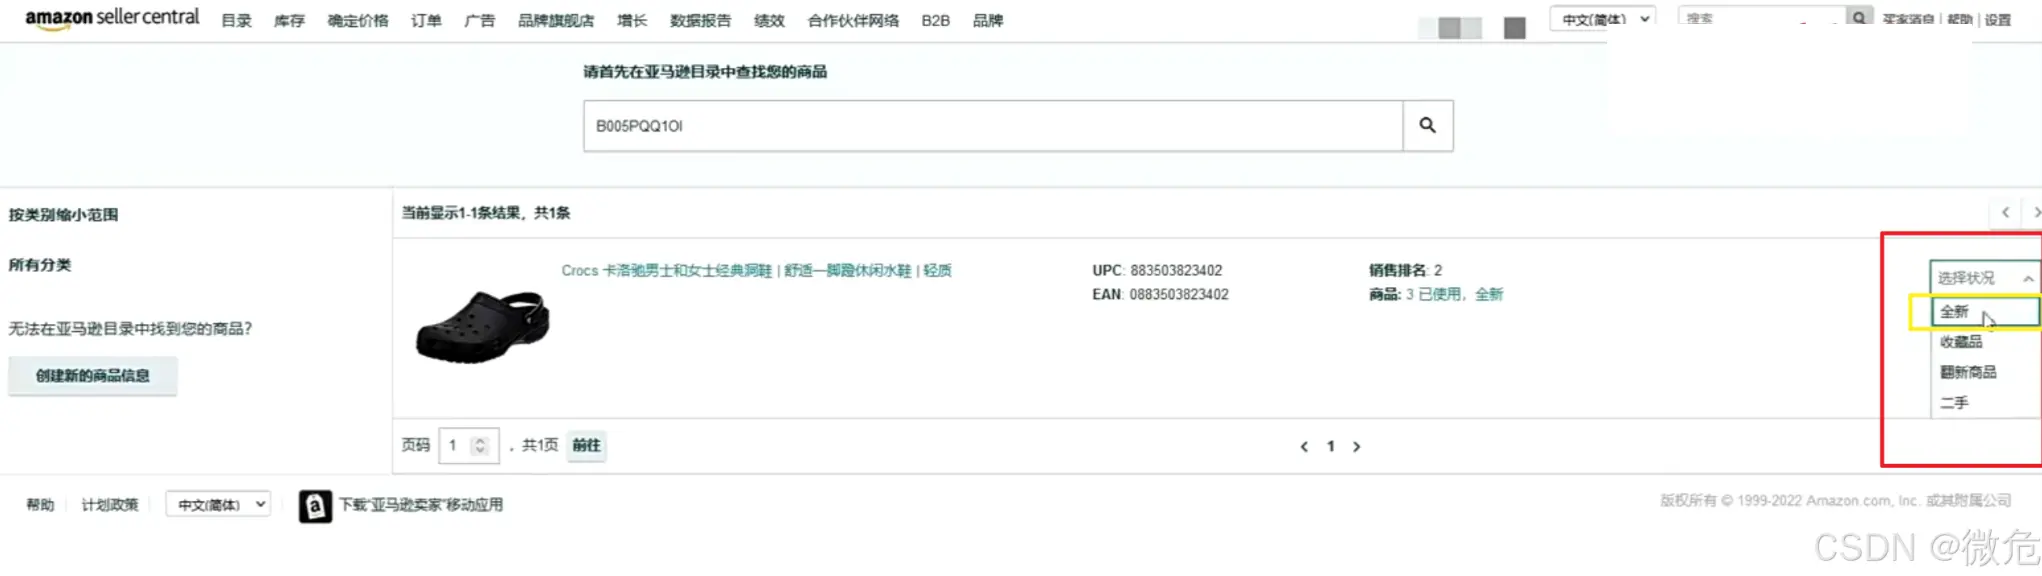 amazon seller central 目录 库存 确定价格 订单 广告 品牌旗舰店 增长 数据报告 绩效 合作伙伴网络 B2B 品牌 中文(简体) 搜索 买家消息 | 帮助 | 设置
请首先在亚马逊目录中查找您的商品
B005PQQ1OI
按类别缩小范围
当前显示1-1条结果，共1条
所有分类
Crocs 卡洛驰男士和女士经典洞鞋 | 舒适一脚蹬休闲水鞋 | 轻质
UPC: 883503823402
EAN: 0883503823402
销售排名: 2
商品: 3 已使用，全新
选择状况
全新
收藏品
翻新商品
二手
无法在亚马逊目录中找到您的商品？
创建新的商品信息
页码 1 ，共1页 前往
1
帮助 计划政策 中文(简体) 下载“亚马逊卖家”移动应用
版权所有 © 1999-2022 Amazon.com, Inc. 或其附属公司
CSDN @微危